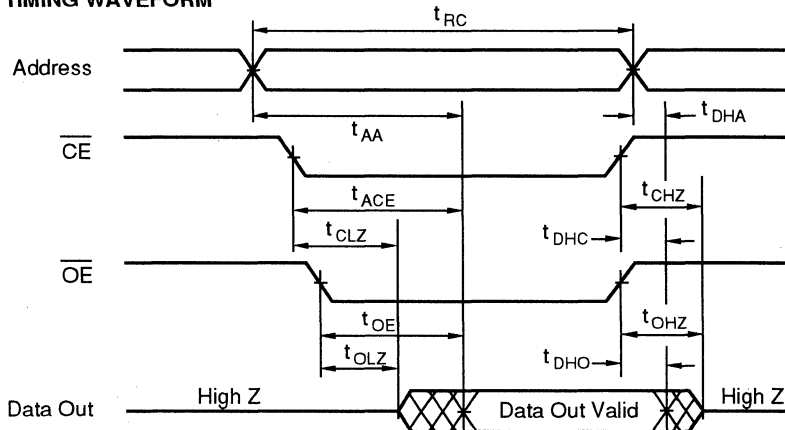 TIMING WAVEFORM
tRC
Address
tDHA
tAA
CE
tACE
tCHZ
tCLZ
tDHC
OE
tOE
tOHZ
tOLZ
tDHO
High Z
High Z
Data Out
Data Out Valid